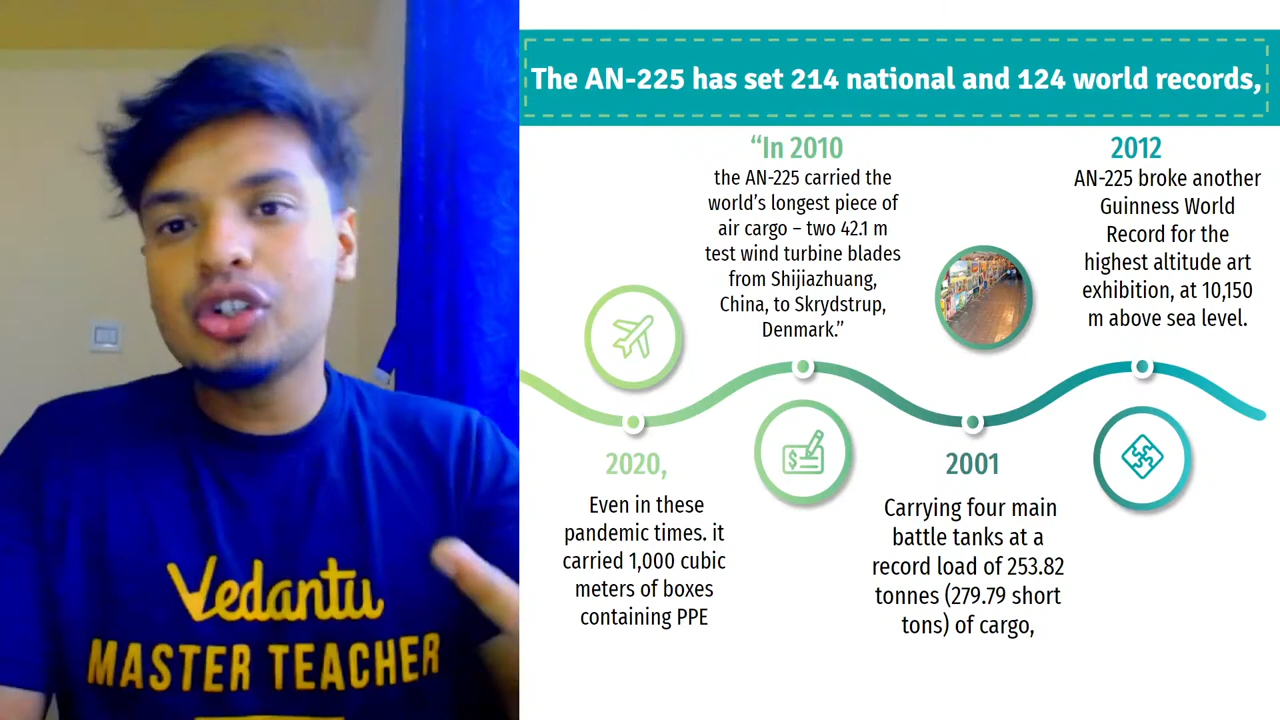 The AN-225 has set 214 national and 124 world records,
“In 2010
the AN-225 carried the
world’s longest piece of
air cargo – two 42.1 m
test wind turbine blades
from Shijiazhuang,
China, to Skrydstrup,
Denmark.”
2012
AN-225 broke another
Guinness World
Record for the
highest altitude art
exhibition, at 10,150
m above sea level.
2020,
Even in these
pandemic times. it
carried 1,000 cubic
meters of boxes
containing PPE
2001
Carrying four main
battle tanks at a
record load of 253.82
tonnes (279.79 short
tons) of cargo,
Vedantu
MASTER TEACHER